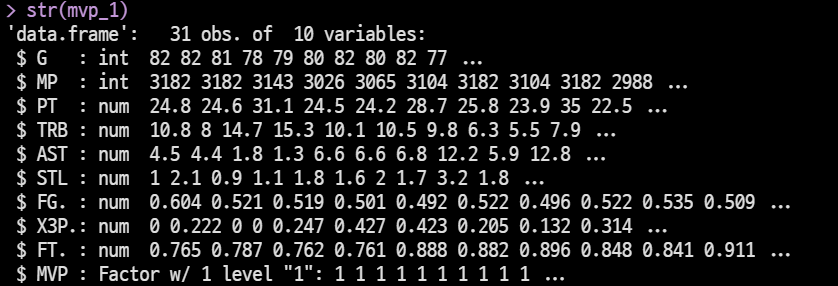 > str(mvp_1)
'data.frame':   31 obs. of  10 variables:
 $ G   : int  82 82 81 78 79 80 82 80 82 77 ...
 $ MP  : int  3182 3182 3143 3026 3065 3104 3182 3104 3182 2988 ...
 $ PT  : num  24.8 24.6 31.1 24.5 24.2 28.7 25.8 23.9 35 22.5 ...
 $ TRB : num  10.8 8 14.7 15.3 10.1 10.5 9.8 6.3 5.5 7.9 ...
 $ AST : num  4.5 4.4 1.8 1.3 6.6 6.6 6.8 12.2 5.9 12.8 ...
 $ STL : num  1 2.1 0.9 1.1 1.8 1.6 2 1.7 3.2 1.8 ...
 $ FG. : num  0.604 0.521 0.519 0.501 0.492 0.522 0.496 0.522 0.535 0.509 ...
 $ X3P.: num  0 0.222 0 0 0.247 0.427 0.423 0.205 0.132 0.314 ...
 $ FT. : num  0.765 0.787 0.762 0.761 0.888 0.882 0.896 0.848 0.841 0.911 ...
 $ MVP : Factor w/ 1 level "1": 1 1 1 1 1 1 1 1 1 1 ...